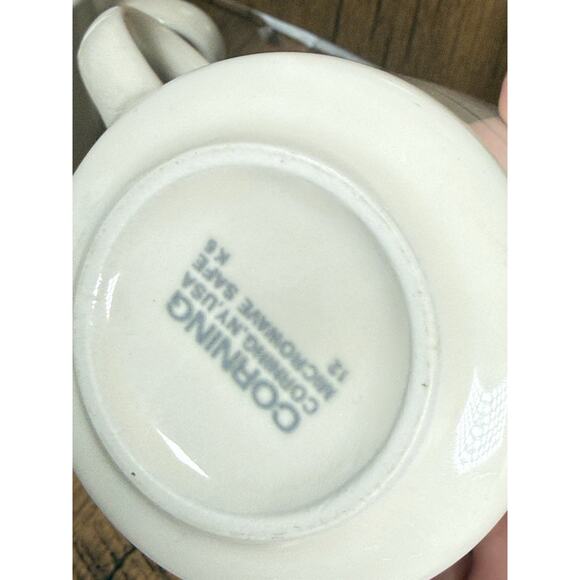 CORNING
CORNING,NY,USA
MICROWAVE SAFE
12 K 6